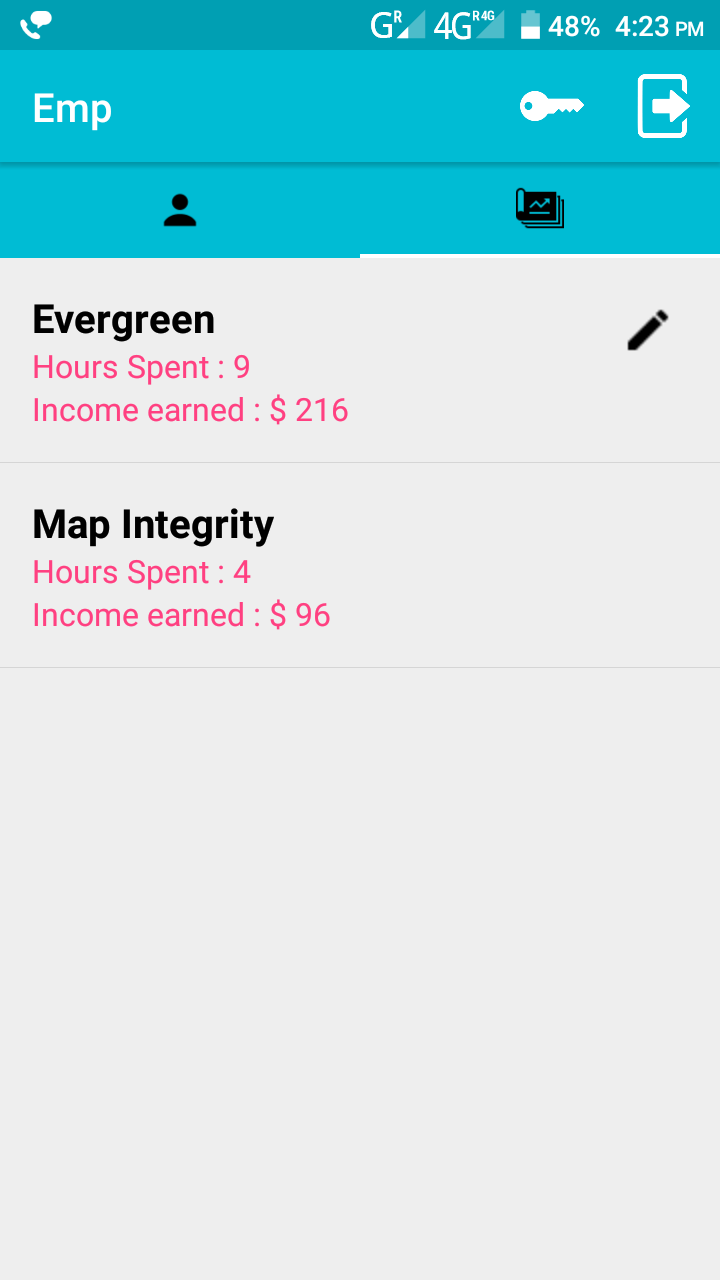 GR 4G R4G 48% 4:23 PM
Emp
Evergreen
Hours Spent : 9
Income earned : $ 216
Map Integrity
Hours Spent : 4
Income earned : $ 96